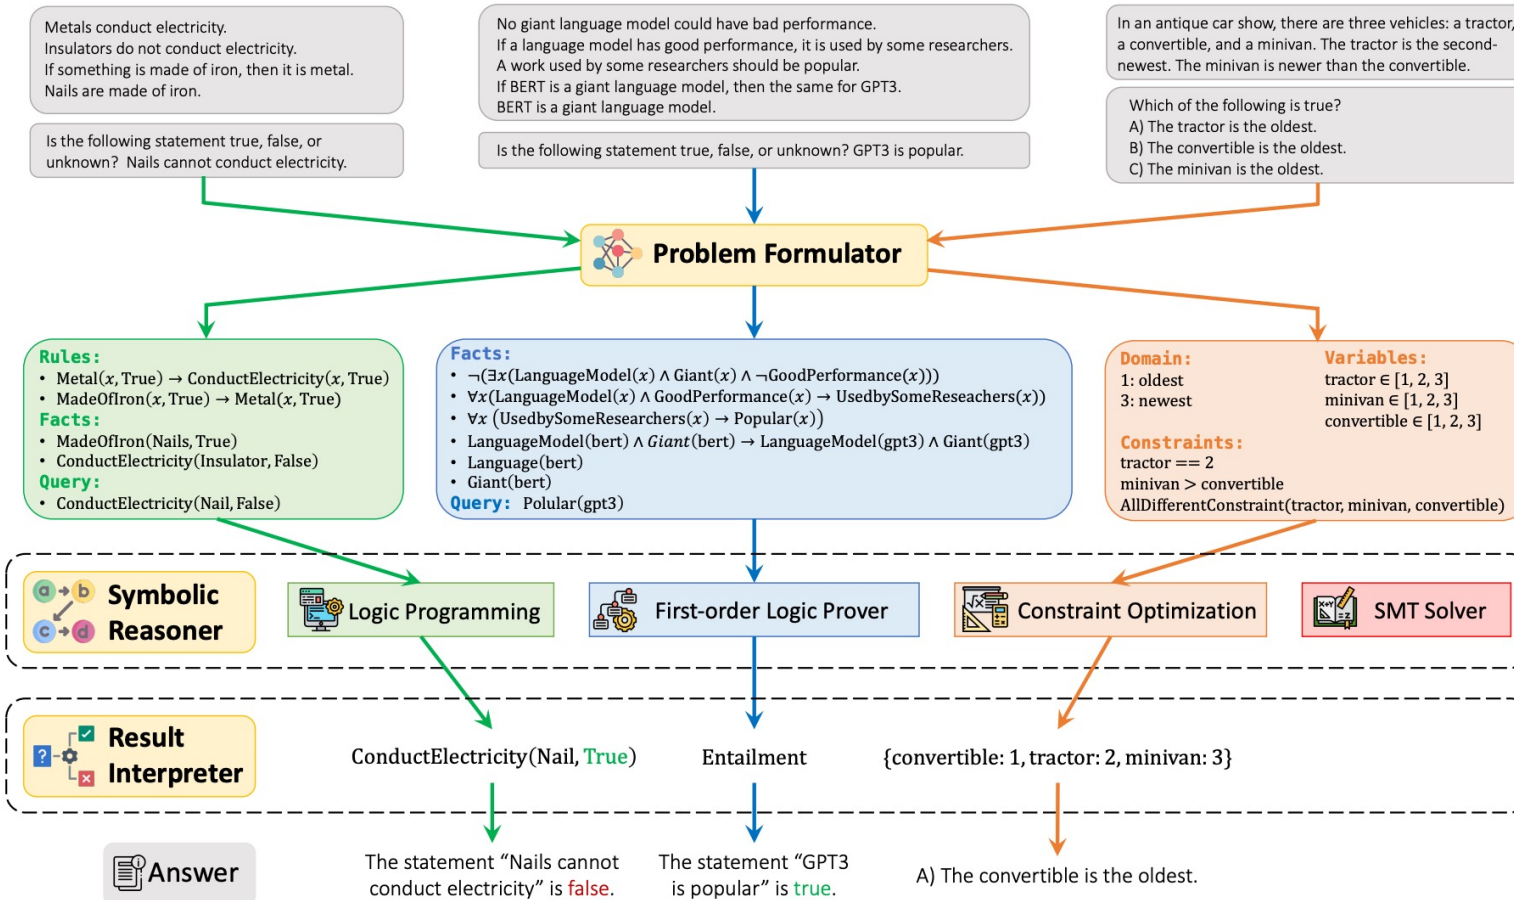 Metals conduct electricity.
Insulators do not conduct electricity.
If something is made of iron, then it is metal.
Nails are made of iron.
Is the following statement true, false, or
unknown? Nails cannot conduct electricity.
No giant language model could have bad performance.
If a language model has good performance, it is used by some researchers.
A work used by some researchers should be popular.
If BERT is a giant language model, then the same for GPT3.
BERT is a giant language model.
Is the following statement true, false, or unknown? GPT3 is popular.
In an antique car show, there are three vehicles: a tractor,
a convertible, and a minivan. The tractor is the second-
newest. The minivan is newer than the convertible.
Which of the following is true?
A) The tractor is the oldest.
B) The convertible is the oldest.
C) The minivan is the oldest.
Problem Formulator
Rules:
• Metal(x, True) → ConductElectricity(x, True)
• MadeOfIron(x, True) → Metal(x, True)
Facts:
• MadeOfIron(Nails, True)
• ConductElectricity(Insulator, False)
Query:
• ConductElectricity(Nail, False)
Facts:
• ¬(∃x(LanguageModel(x) ∧ Giant(x) ∧ ¬GoodPerformance(x)))
• ∀x(LanguageModel(x) ∧ GoodPerformance(x) → UsedbySomeReseachers(x))
• ∀x (UsedbySomeResearchers(x) → Popular(x))
• LanguageModel(bert) ∧ Giant(bert) → LanguageModel(gpt3) ∧ Giant(gpt3)
• Language(bert)
• Giant(bert)
Query: Polular(gpt3)
Domain:
1: oldest
3: newest
Variables:
tractor ∈ [1, 2, 3]
minivan ∈ [1, 2, 3]
convertible ∈ [1, 2, 3]
Constraints:
tractor == 2
minivan > convertible
AllDifferentConstraint(tractor, minivan, convertible)
a b
c d
Symbolic
Reasoner
Logic Programming
First-order Logic Prover
√x
Constraint Optimization
X+Y
=Z
SMT Solver
?
Result
Interpreter
ConductElectricity(Nail, True)
Entailment
{convertible: 1, tractor: 2, minivan: 3}
Answer
The statement “Nails cannot
conduct electricity” is false.
The statement “GPT3
is popular” is true.
A) The convertible is the oldest.